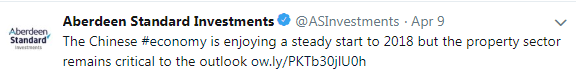 Aberdeen
Standard
Investments
Aberdeen Standard Investments @ASInvestments · Apr 9
The Chinese #economy is enjoying a steady start to 2018 but the property sector
remains critical to the outlook ow.ly/PKTb30jIU0h